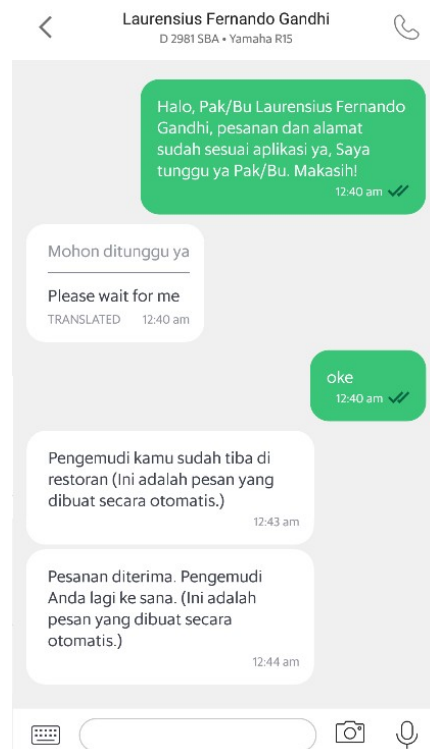 Laurensius Fernando Gandhi
D 2981 SBA • Yamaha R15
Halo, Pak/Bu Laurensius Fernando
Gandhi, pesanan dan alamat
sudah sesuai aplikasi ya, Saya
tunggu ya Pak/Bu. Makasih!
12:40 am
Mohon ditunggu ya
Please wait for me
TRANSLATED 12:40 am
oke
12:40 am
Pengemudi kamu sudah tiba di
restoran (Ini adalah pesan yang
dibuat secara otomatis.)
12:43 am
Pesanan diterima. Pengemudi
Anda lagi ke sana. (Ini adalah
pesan yang dibuat secara
otomatis.)
12:44 am